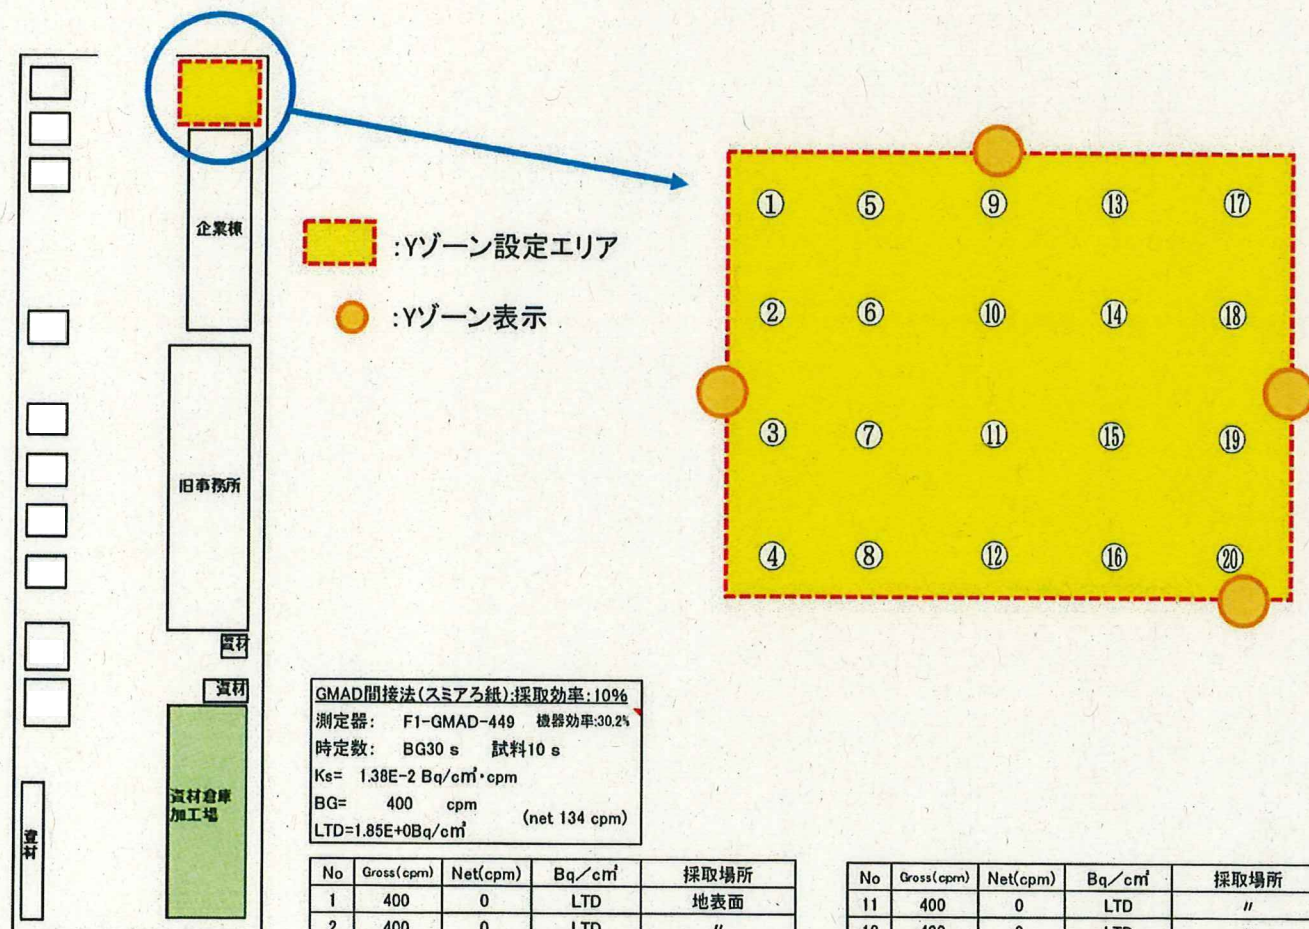 企業棟
旧事務所
資材
資材
資材倉庫
加工場
資材
:Yゾーン設定エリア
:Yゾーン表示
① ⑤ ⑨ ⑬ ⑰
② ⑥ ⑩ ⑭ ⑱
③ ⑦ ⑪ ⑮ ⑲
④ ⑧ ⑫ ⑯ ⑳
GMAD間接法(スミアろ紙):採取効率:10%
測定器: F1-GMAD-449 機器効率:30.2%
時定数: BG30 s 試料10 s
Ks= 1.38E-2 Bq/c㎡・cpm
BG= 400 cpm
(net 134 cpm)
LTD=1.85E+0Bq/c㎡
No Gross(cpm) Net(cpm) Bq/c㎡ 採取場所
1 400 0 LTD 地表面
2 400 0 LTD 〃
No Gross(cpm) Net(cpm) Bq/c㎡ 採取場所
11 400 0 LTD 〃